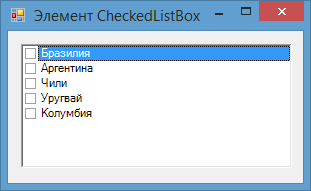 Элемент CheckedListBox
Бразилия
Аргентина
Чили
Уругвай
Колумбия